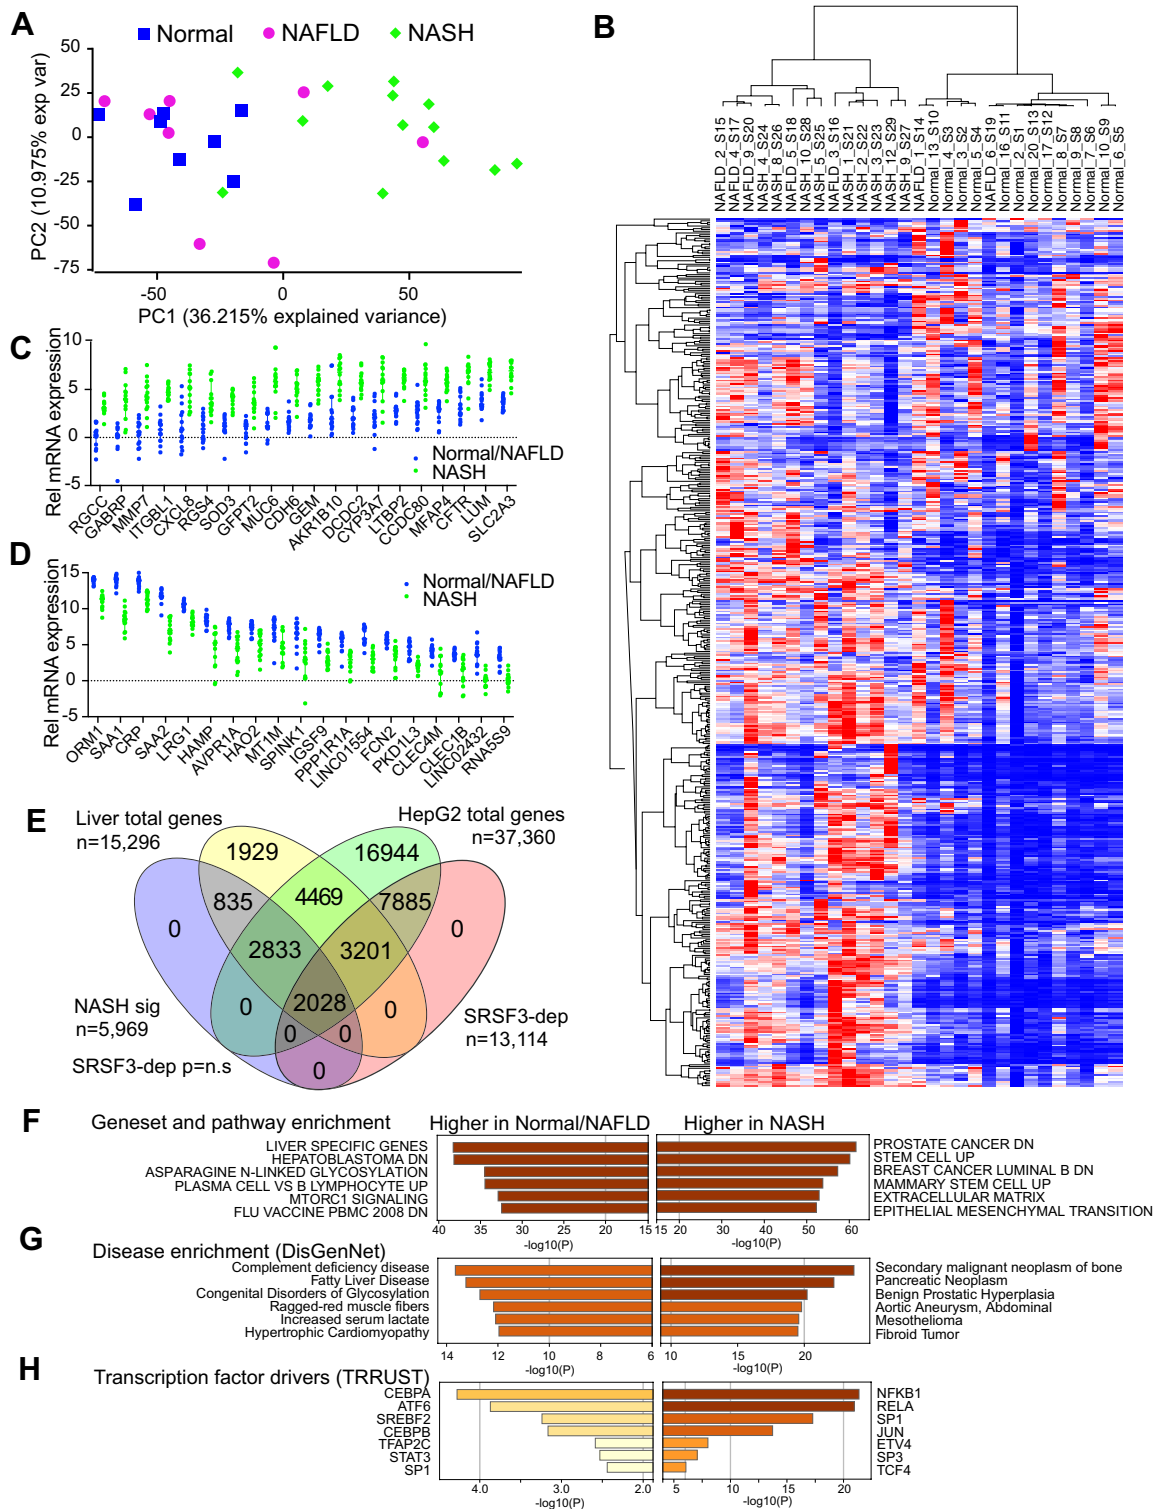 A
Normal NAFLD NASH
PC2 (10.975% exp var)
50
25
0
-25
-50
-75
-50 0 50
PC1 (36.215% explained variance)
B
NAFLD_2_S15
NAFLD_4_S17
NAFLD_9_S20
NASH_4_S24
NASH_8_S26
NAFLD_5_S18
NASH_10_S28
NASH_5_S25
NAFLD_3_S16
NASH_1_S21
NASH_2_S22
NASH_3_S23
NASH_12_S29
NASH_9_S27
NAFLD_1_S14
Normal_13_S10
Normal_4_S3
Normal_3_S2
Normal_5_S4
NAFLD_6_S19
Normal_16_S11
Normal_2_S1
Normal_20_S13
Normal_17_S12
Normal_8_S7
Normal_9_S8
Normal_7_S6
Normal_10_S9
Normal_6_S5
C
Rel mRNA expression
10
5
0
-5
Normal/NAFLD
NASH
RGCC
GABRP
MMP7
ITGBL1
CXCL8
RGS4
SOD3
GFPT2
MUC6
CDH6
GEM
AKR1B10
DCDC2
CYP3A7
LTBP2
CCDC80
MFAP4
CFTR
LUM
SLC2A3
D
Rel mRNA expression
15
10
5
0
-5
Normal/NAFLD
NASH
ORM1
SAA1
CRP
SAA2
LRG1
HAMP
AVPR1A
HAO2
MT1M
SPINK1
IGSF9
PPP1R1A
LINC01554
FCN2
PKD1L3
CLEC4M
CLEC1B
LINC02432
RNA5S9
E
Liver total genes
n=15,296
HepG2 total genes
n=37,360
1929 16944
835 4469 7885
0 0
2833 3201
0 2028 0
0 0
0
NASH sig
n=5,969
SRSF3-dep p=n.s
SRSF3-dep
n=13,114
F
Geneset and pathway enrichment
Higher in Normal/NAFLD
Higher in NASH
LIVER SPECIFIC GENES
HEPATOBLASTOMA DN
ASPARAGINE N-LINKED GLYCOSYLATION
PLASMA CELL VS B LYMPHOCYTE UP
MTORC1 SIGNALING
FLU VACCINE PBMC 2008 DN
40 35 30 25 20 15
-log10(P)
PROSTATE CANCER DN
STEM CELL UP
BREAST CANCER LUMINAL B DN
MAMMARY STEM CELL UP
EXTRACELLULAR MATRIX
EPITHELIAL MESENCHYMAL TRANSITION
15 20 30 40 50 60
-log10(P)
G
Disease enrichment (DisGenNet)
Complement deficiency disease
Fatty Liver Disease
Congenital Disorders of Glycosylation
Ragged-red muscle fibers
Increased serum lactate
Hypertrophic Cardiomyopathy
14 12 10 8 6
-log10(P)
Secondary malignant neoplasm of bone
Pancreatic Neoplasm
Benign Prostatic Hyperplasia
Aortic Aneurysm, Abdominal
Mesothelioma
Fibroid Tumor
10 20
-log10(P)
H
Transcription factor drivers (TRRUST)
CEBPA
ATF6
SREBF2
CEBPB
TFAP2C
STAT3
SP1
4.0 3.0 2.0
-log10(P)
NFKB1
RELA
SP1
JUN
ETV4
SP3
TCF4
5 10 15 20
-log10(P)